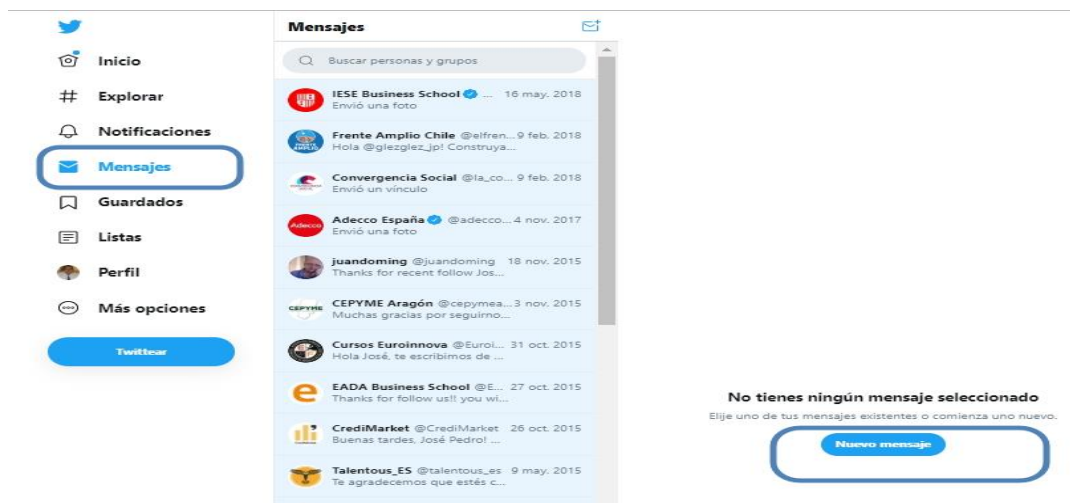 Inicio
Explorar
Notificaciones
Mensajes
Guardados
Listas
Perfil
Más opciones
Twittear
Mensajes
Buscar personas y grupos
IESE Business School ... 16 may. 2018
Envió una foto
Frente Amplio Chile @elfren... 9 feb. 2018
Hola @glezglez_jp! Construya...
Convergencia Social @la_co... 9 feb. 2018
Envió un vínculo
Adecco España @adecco... 4 nov. 2017
Envió una foto
juandoming @juandoming 18 nov. 2015
Thanks for recent follow Jos...
CEPYME Aragón @cepymea... 3 nov. 2015
Muchas gracias por seguirno...
Cursos Euroinnova @Euroi... 31 oct. 2015
Hola José, te escribimos de ...
EADA Business School @E... 27 oct. 2015
Thanks for follow us!! you wi...
CrediMarket @CrediMarket 26 oct. 2015
Buenas tardes, José Pedro! ...
Talentous_ES @talentous_es 9 may. 2015
Te agradecemos que estés c...
No tienes ningún mensaje seleccionado
Elije uno de tus mensajes existentes o comienza uno nuevo.
Nuevo mensaje